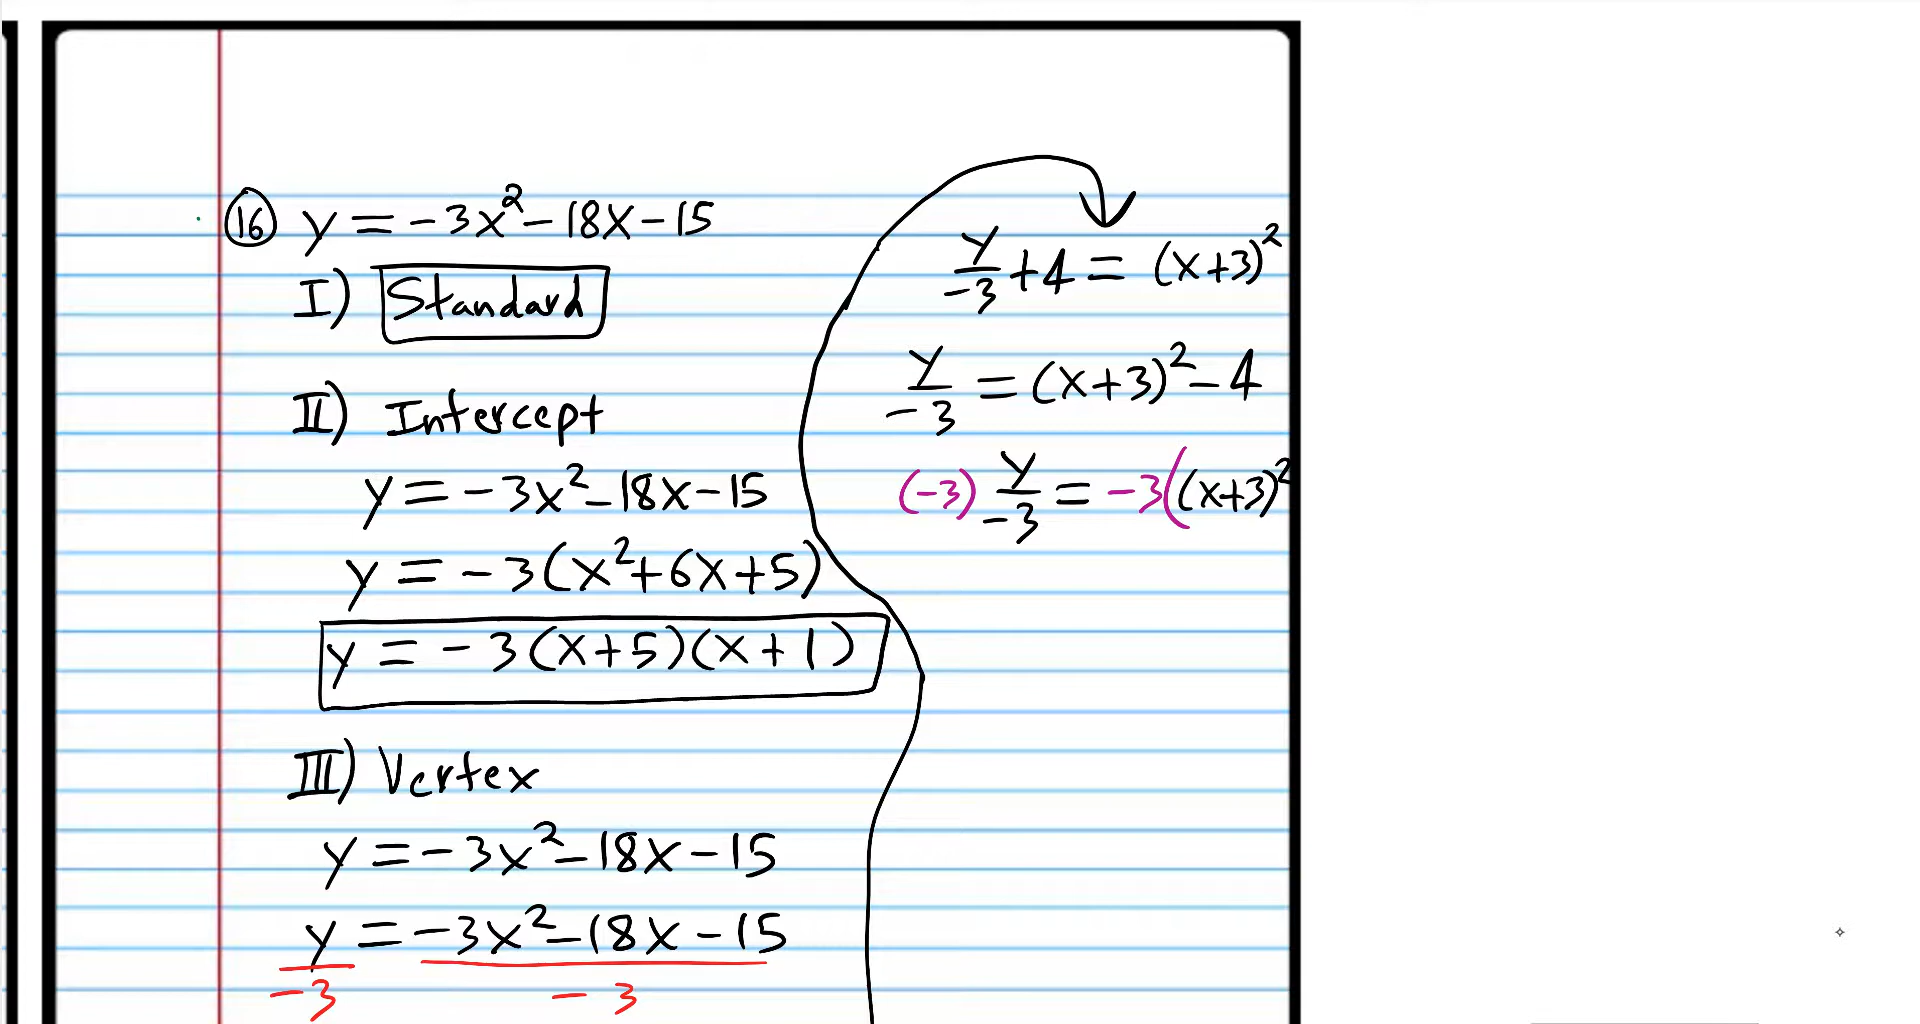 16 y = -3x² - 18x - 15
I) Standard
II) Intercept
y = -3x² - 18x - 15
y = -3(x² + 6x + 5)
y = -3(x + 5)(x + 1)
III) Vertex
y = -3x² - 18x - 15
y = -3x² - 18x - 15
-3 -3
y/-3 + 4 = (x+3)²
y/-3 = (x+3)² - 4
(-3) y/-3 = -3((x+3)²